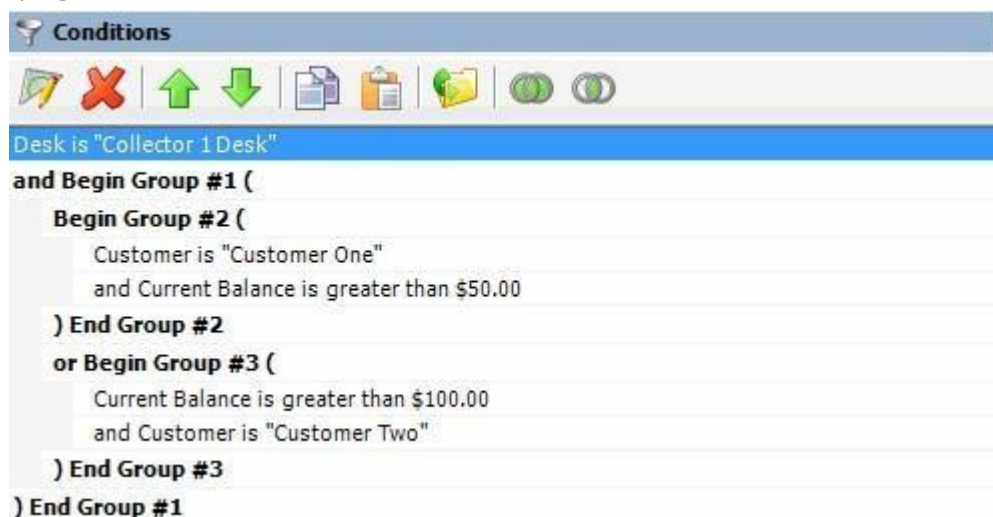 Conditions
Desk is "Collector 1 Desk"
and Begin Group #1 (
Begin Group #2 (
Customer is "Customer One"
and Current Balance is greater than $50.00
) End Group #2
or Begin Group #3 (
Current Balance is greater than $100.00
and Customer is "Customer Two"
) End Group #3
) End Group #1